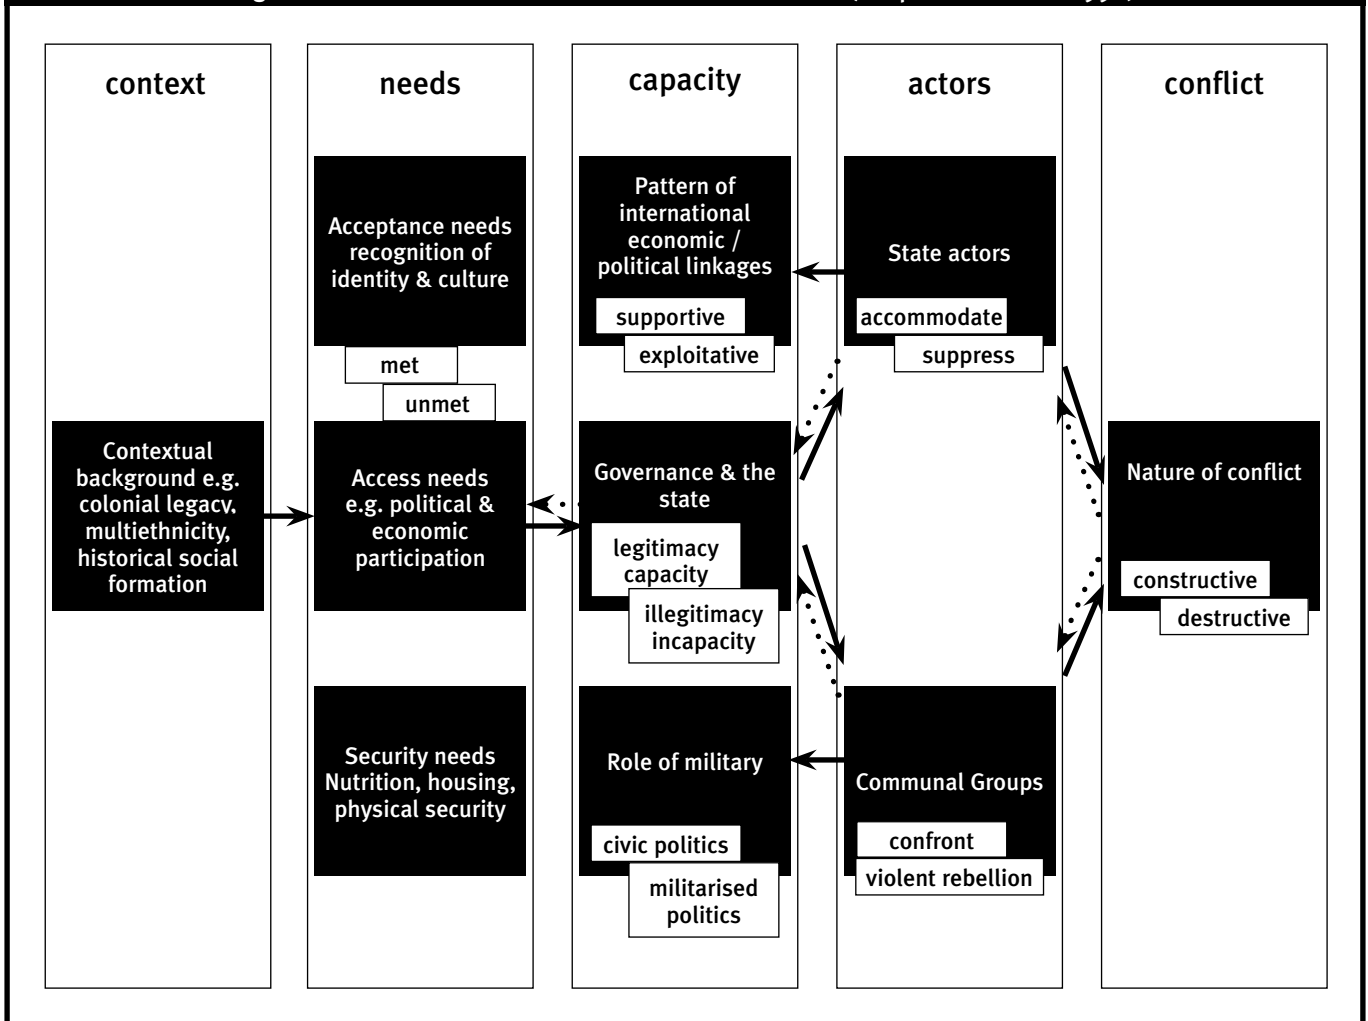 context
needs
capacity
actors
conflict
Acceptance needs
recognition of
identity & culture
met
unmet
Pattern of
international
economic /
political linkages
supportive
exploitative
State actors
accommodate
suppress
Contextual
background e.g.
colonial legacy,
multiethnicity,
historical social
formation
Access needs
e.g. political &
economic
participation
Governance & the
state
legitimacy
capacity
illegitimacy
incapacity
Nature of conflict
constructive
destructive
Security needs
Nutrition, housing,
physical security
Role of military
civic politics
militarised
politics
Communal Groups
confront
violent rebellion